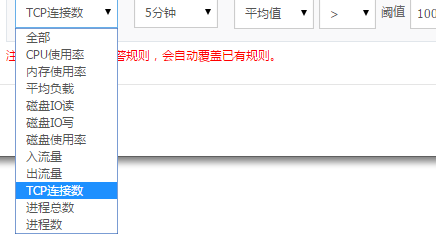 TCP连接数 5分钟 平均值 > 阈值 100
全部
注
CPU使用率
警规则，会自动覆盖已有规则。
内存使用率
平均负载
磁盘IO读
磁盘IO写
磁盘使用率
入流量
出流量
TCP连接数
进程总数
进程数